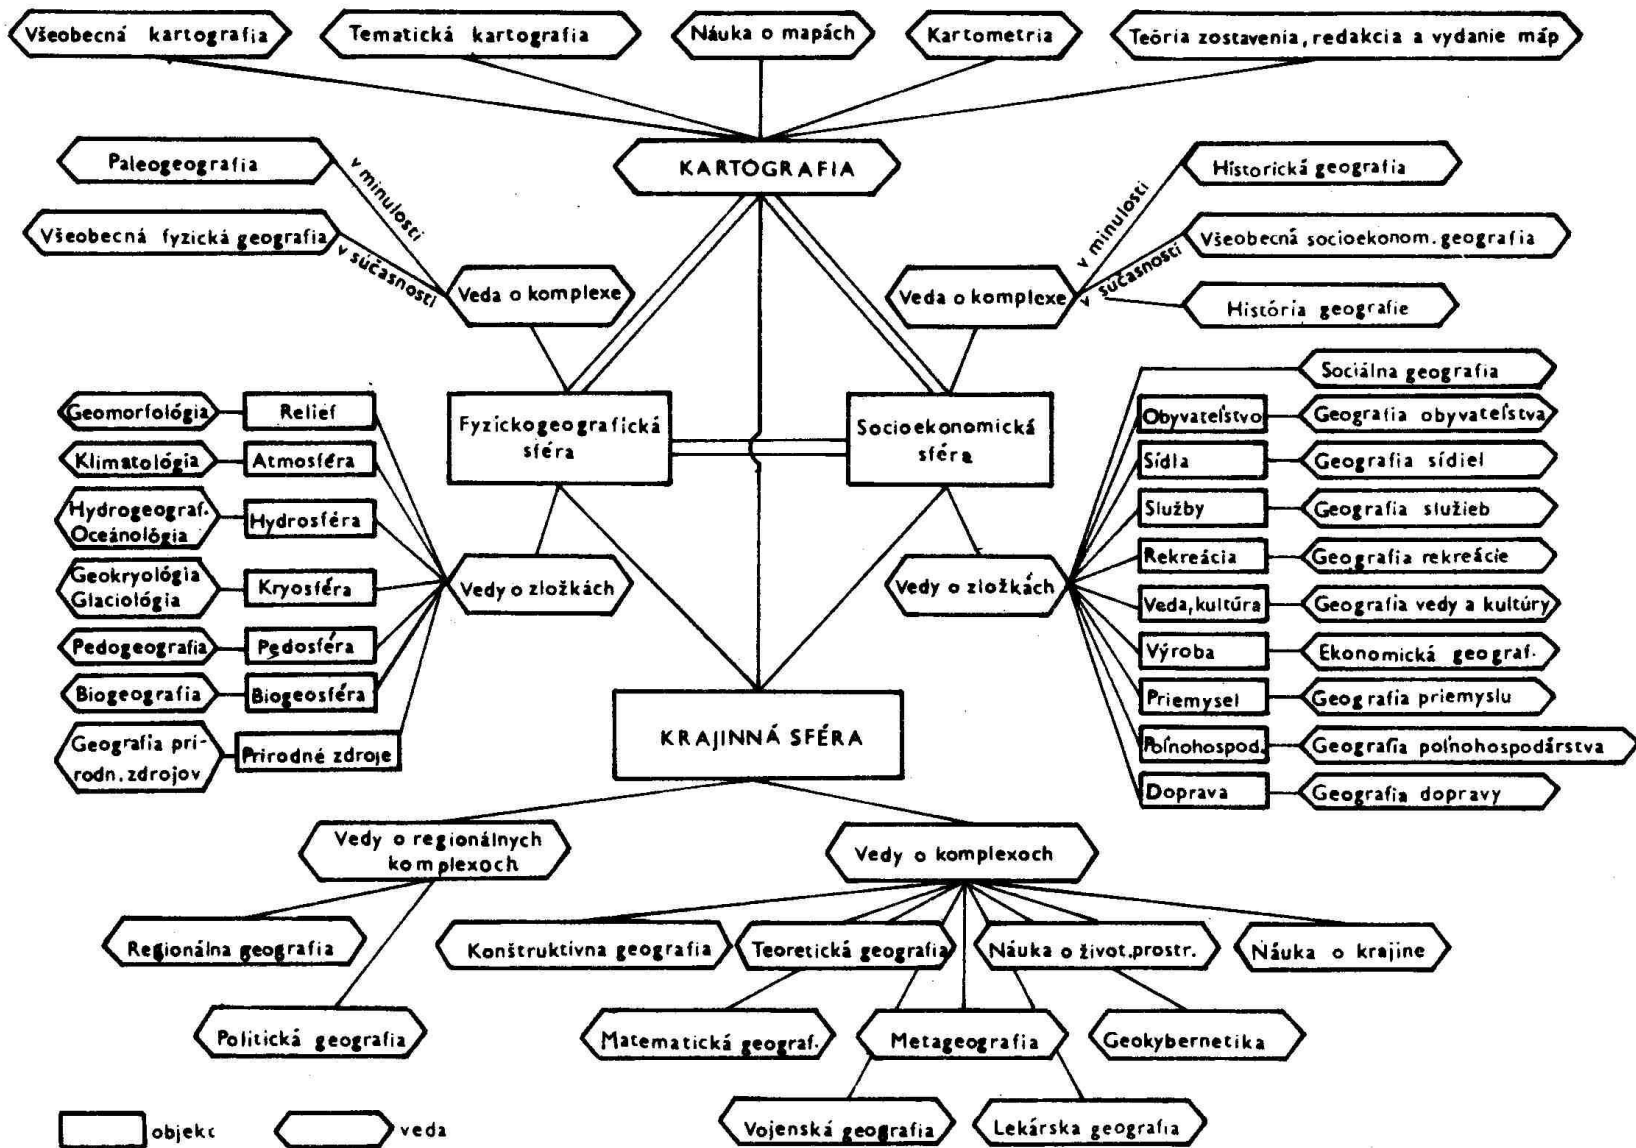 Všeobecná kartografia
Tematická kartografia
Náuka o mapách
Kartometria
Teória zostavenia, redakcia a vydanie máp
KARTOGRAFIA
Paleogeografia
v minulosti
Všeobecná fyzická geografia
v súčasnosti
Veda o komplexe
Historická geografia
v minulosti
Všeobecná socioekonom. geografia
v súčasnosti
Veda o komplexe
História geografie
Fyzickogeografická
sféra
Socioekonomická
sféra
Geomorfológia
Reliéf
Klimatológia
Atmosféra
Hydrogeograf.
Oceánológia
Hydrosféra
Geokryológia
Glaciológia
Kryosféra
Pedogeografia
Pedosféra
Biogeografia
Biogeosféra
Geografia pri-
rodn. zdrojov
Prirodné zdroje
Vedy o zložkách
Vedy o zložkách
Sociálna geografia
Obyvateľstvo
Geografia obyvateľstva
Sídla
Geografia sídiel
Služby
Geografia služieb
Rekreácia
Geografia rekreácie
Veda, kultúra
Geografia vedy a kultúry
Výroba
Ekonomická geograf.
Priemysel
Geografia priemyslu
Poľnohospod.
Geografia poľnohospodárstva
Doprava
Geografia dopravy
KRAJINNÁ SFÉRA
Vedy o regionálnych
komplexoch
Vedy o komplexoch
Regionálna geografia
Konštruktívna geografia
Teoretická geografia
Náuka o život. prostr.
Náuka o krajine
Politická geografia
Matematická geograf.
Metageografia
Geokybernetika
Vojenská geografia
Lekárska geografia
objekt
veda